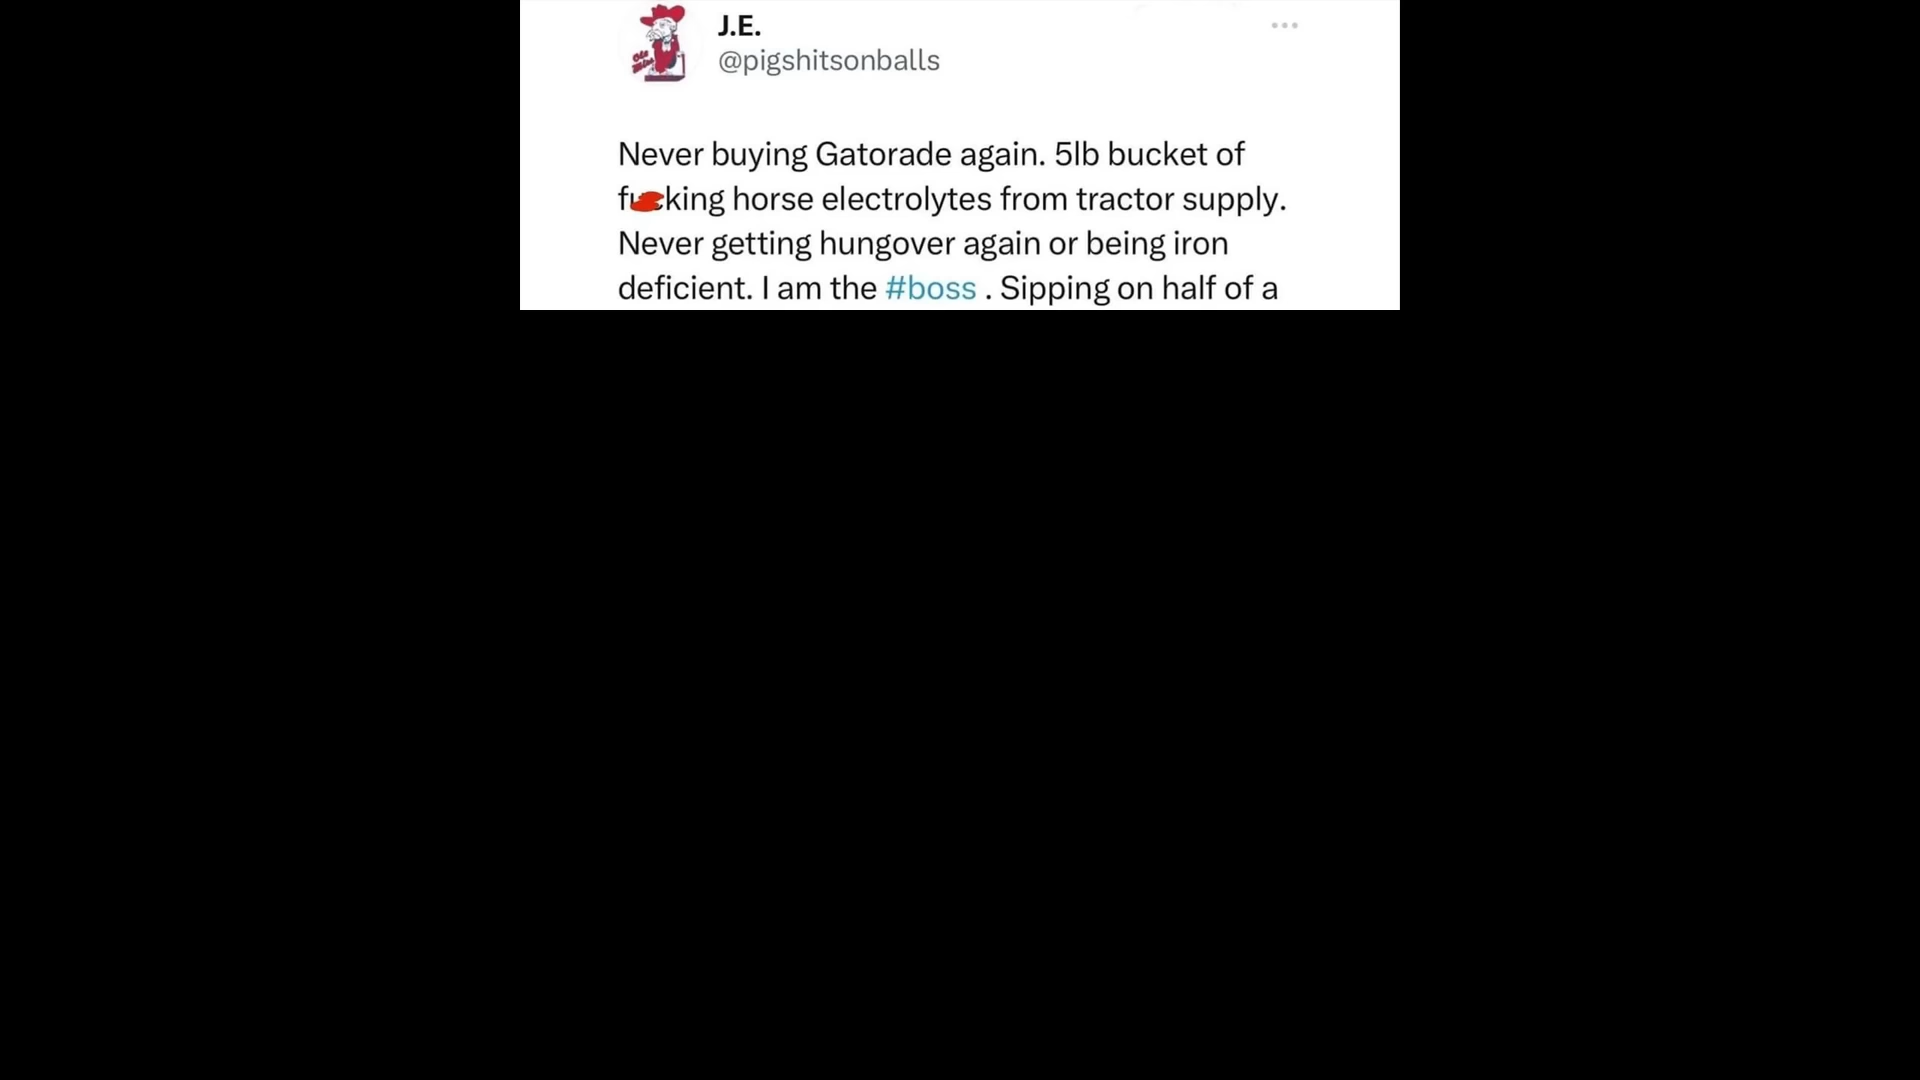 J.E.
@pigshitsonballs
Never buying Gatorade again. 5lb bucket of
f king horse electrolytes from tractor supply.
Never getting hungover again or being iron
deficient. I am the #boss . Sipping on half of a